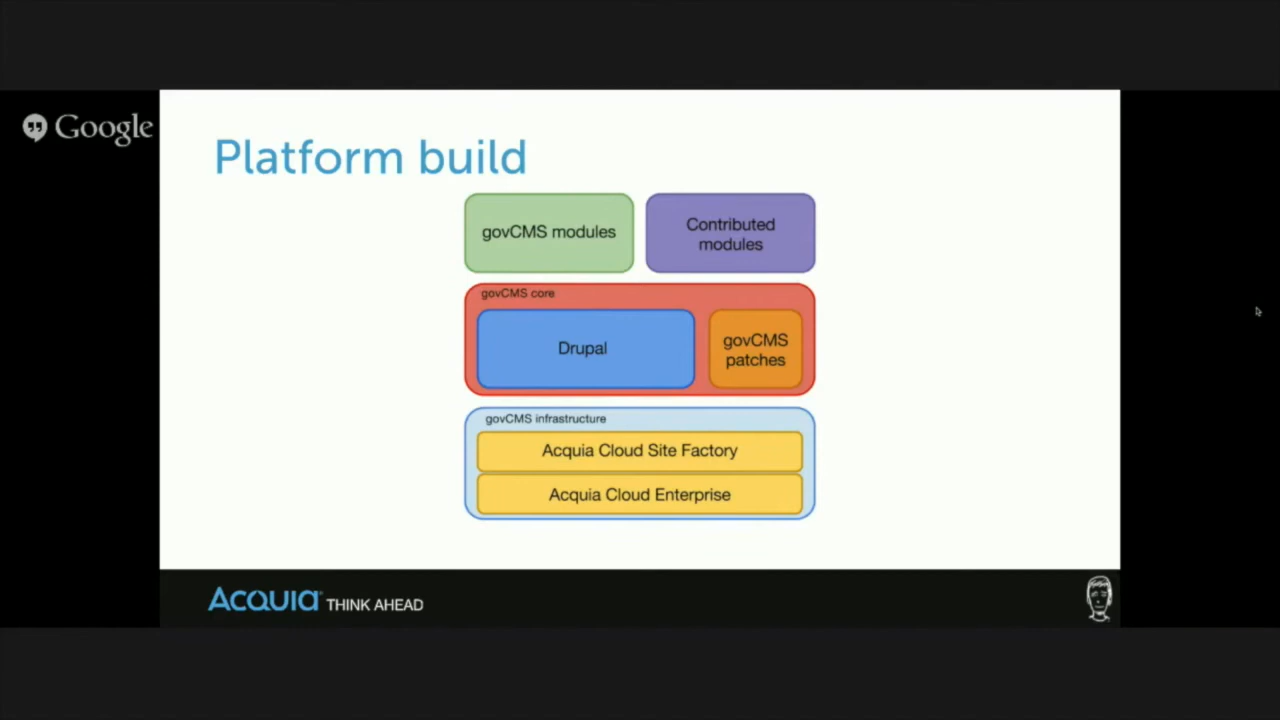 Google
Platform build
govCMS modules
Contributed
modules
govCMS core
Drupal
govCMS
patches
govCMS infrastructure
Acquia Cloud Site Factory
Acquia Cloud Enterprise
Acquia THINK AHEAD